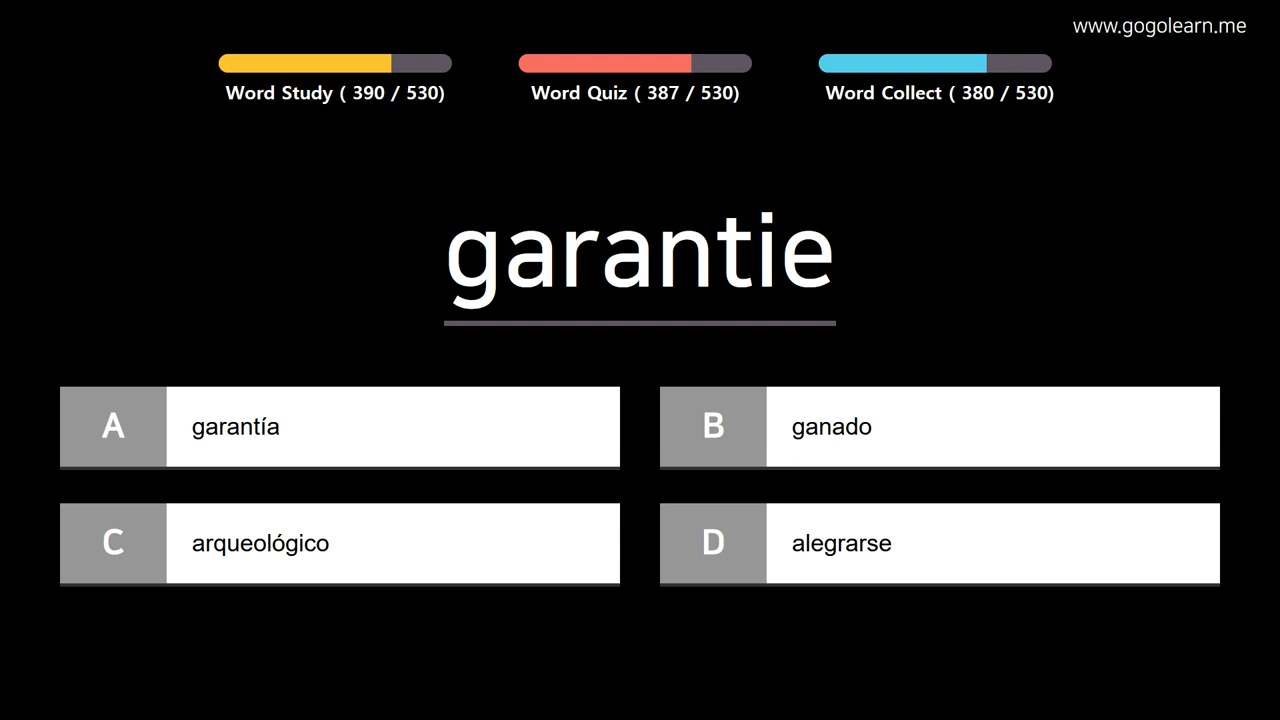 www.gogolearn.me
Word Study ( 390 / 530)
Word Quiz ( 387 / 530)
Word Collect ( 380 / 530)
garantie
A garantía
B ganado
C arqueológico
D alegrarse